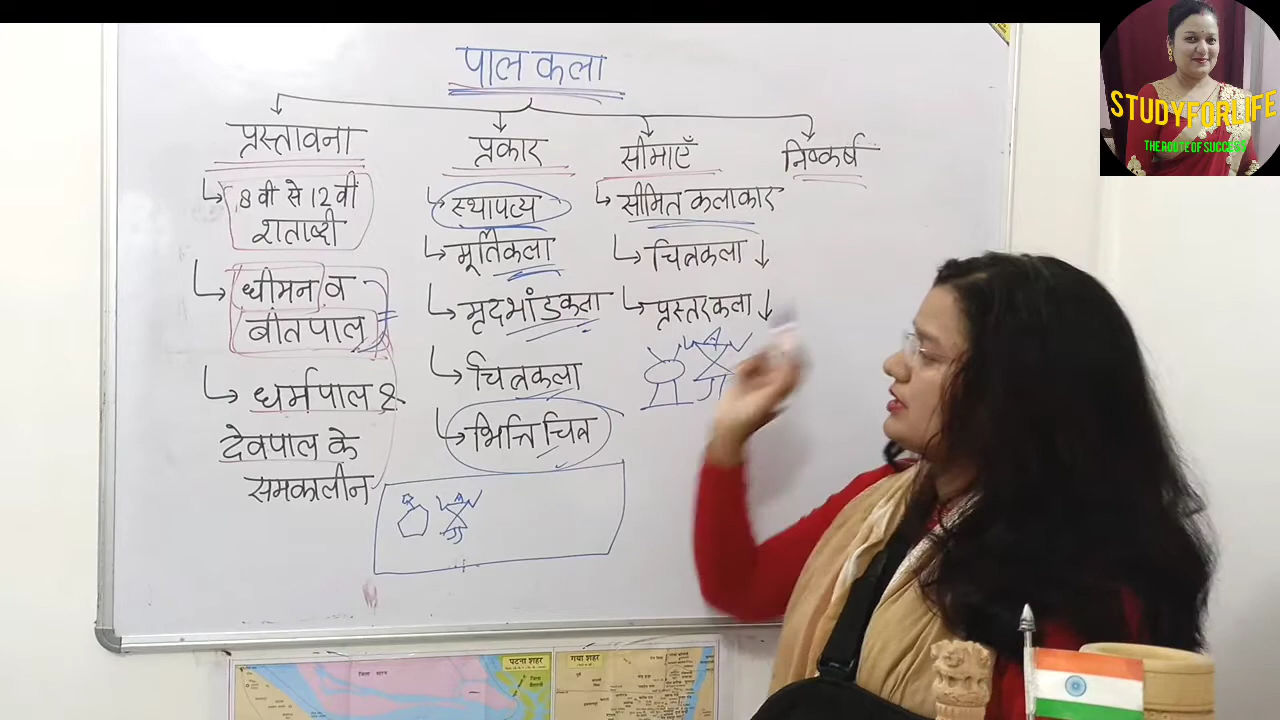 पाल कला
प्रस्तावना
8 वी से 12 वी
शताब्दी
धीमन व
बीतपाल
धर्मपाल &
देवपाल के
समकालीन
प्रकार
स्थापत्य
मूर्तिकला
मृदभांडकला
चित्रकला
भित्ति चित्र
सीमाएँ
सीमित कलाकार
चित्रकला ↓
प्रस्तरकला ↓
निष्कर्ष
STUDYFORLIFE
THE ROUTE OF SUCCESS
पटना शहर
गया शहर